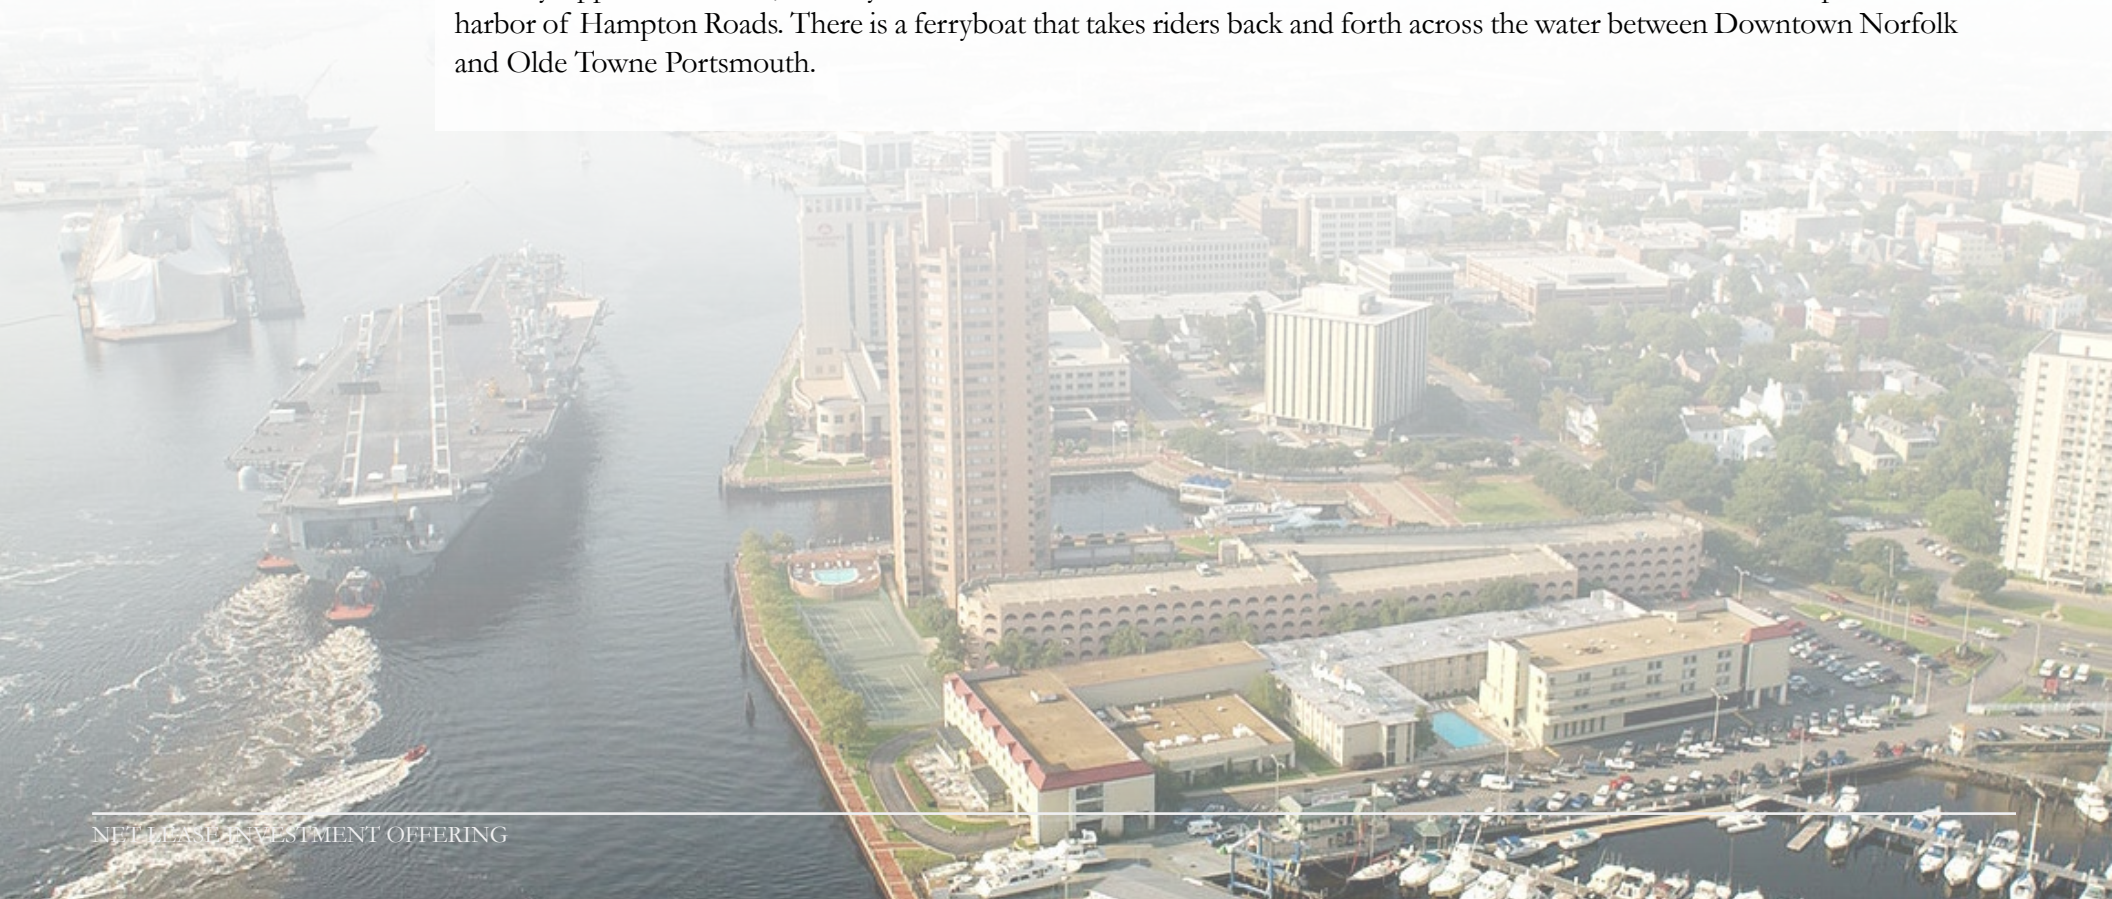 harbor of Hampton Roads. There is a ferryboat that takes riders back and forth across the water between Downtown Norfolk
and Olde Towne Portsmouth.
NET LEASE INVESTMENT OFFERING